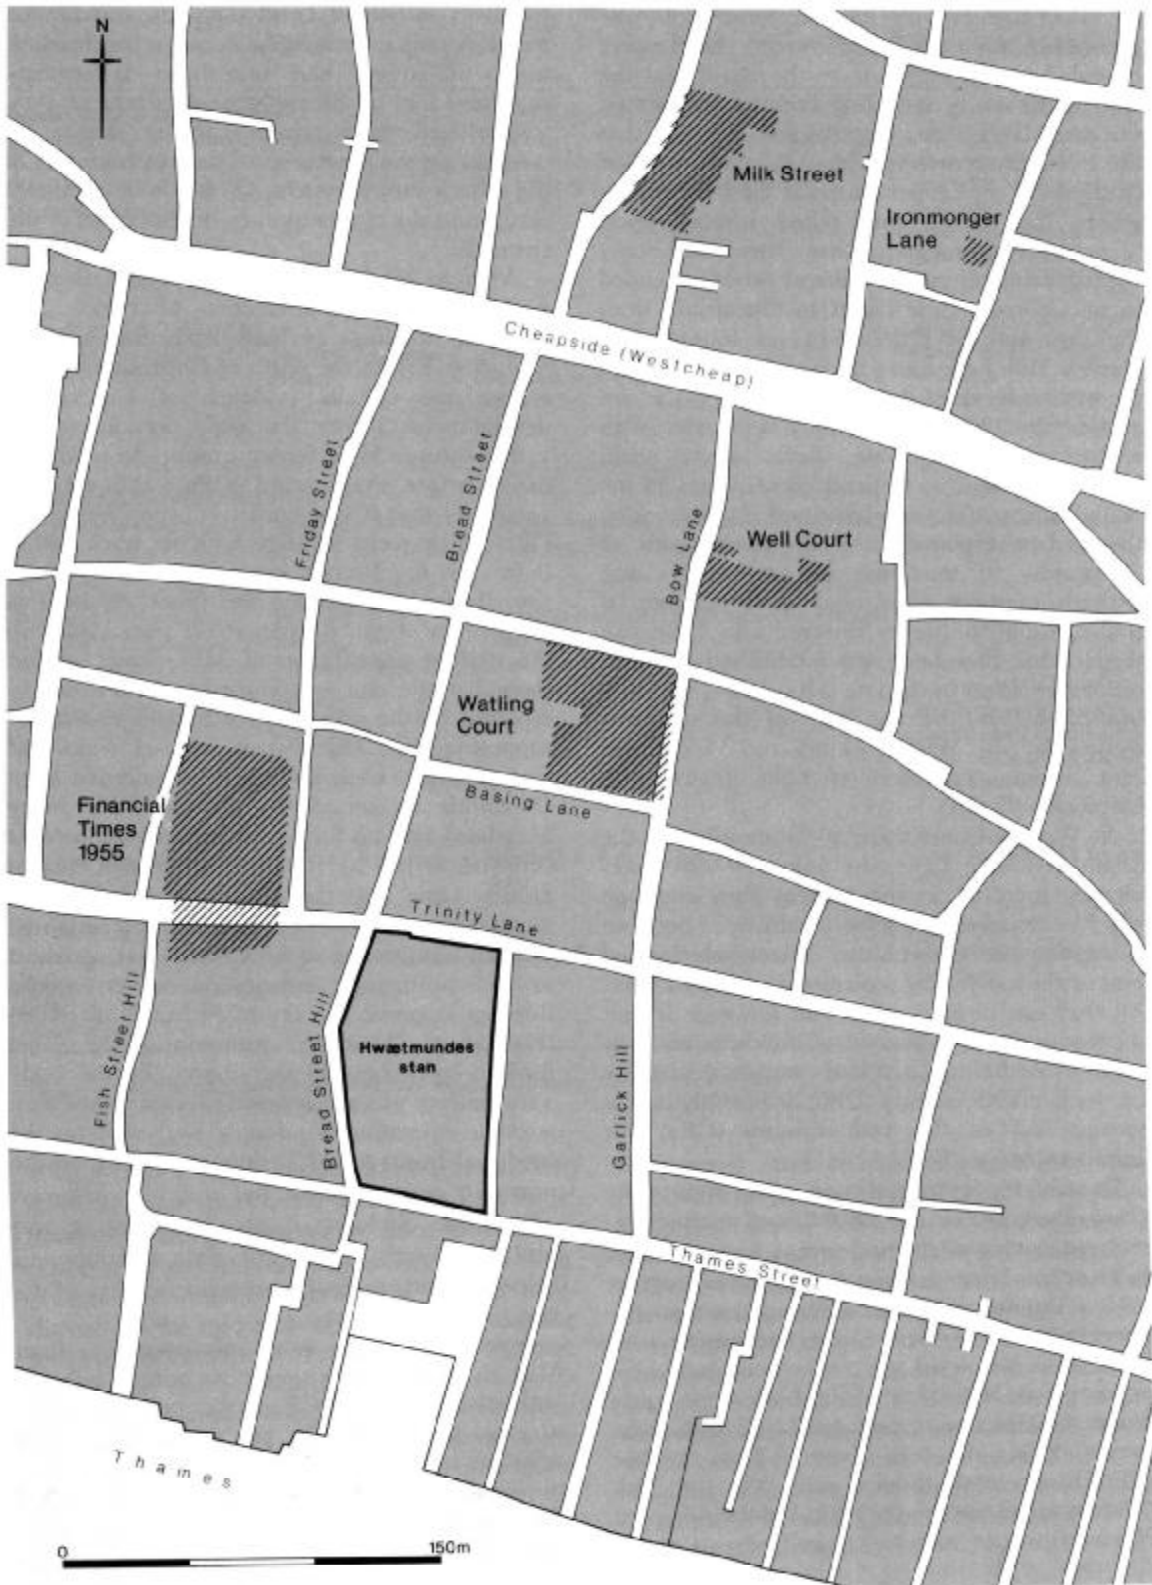 N
Milk Street
Ironmonger
Lane
Cheapside (Westcheap)
Friday Street
Bread Street
Bow Lane
Well Court
Watling
Court
Basing Lane
Financial
Times
1955
Trinity Lane
Fish Street Hill
Bread Street Hill
Hwætmundes
stan
Garlick Hill
Thames Street
Thames
0
150m